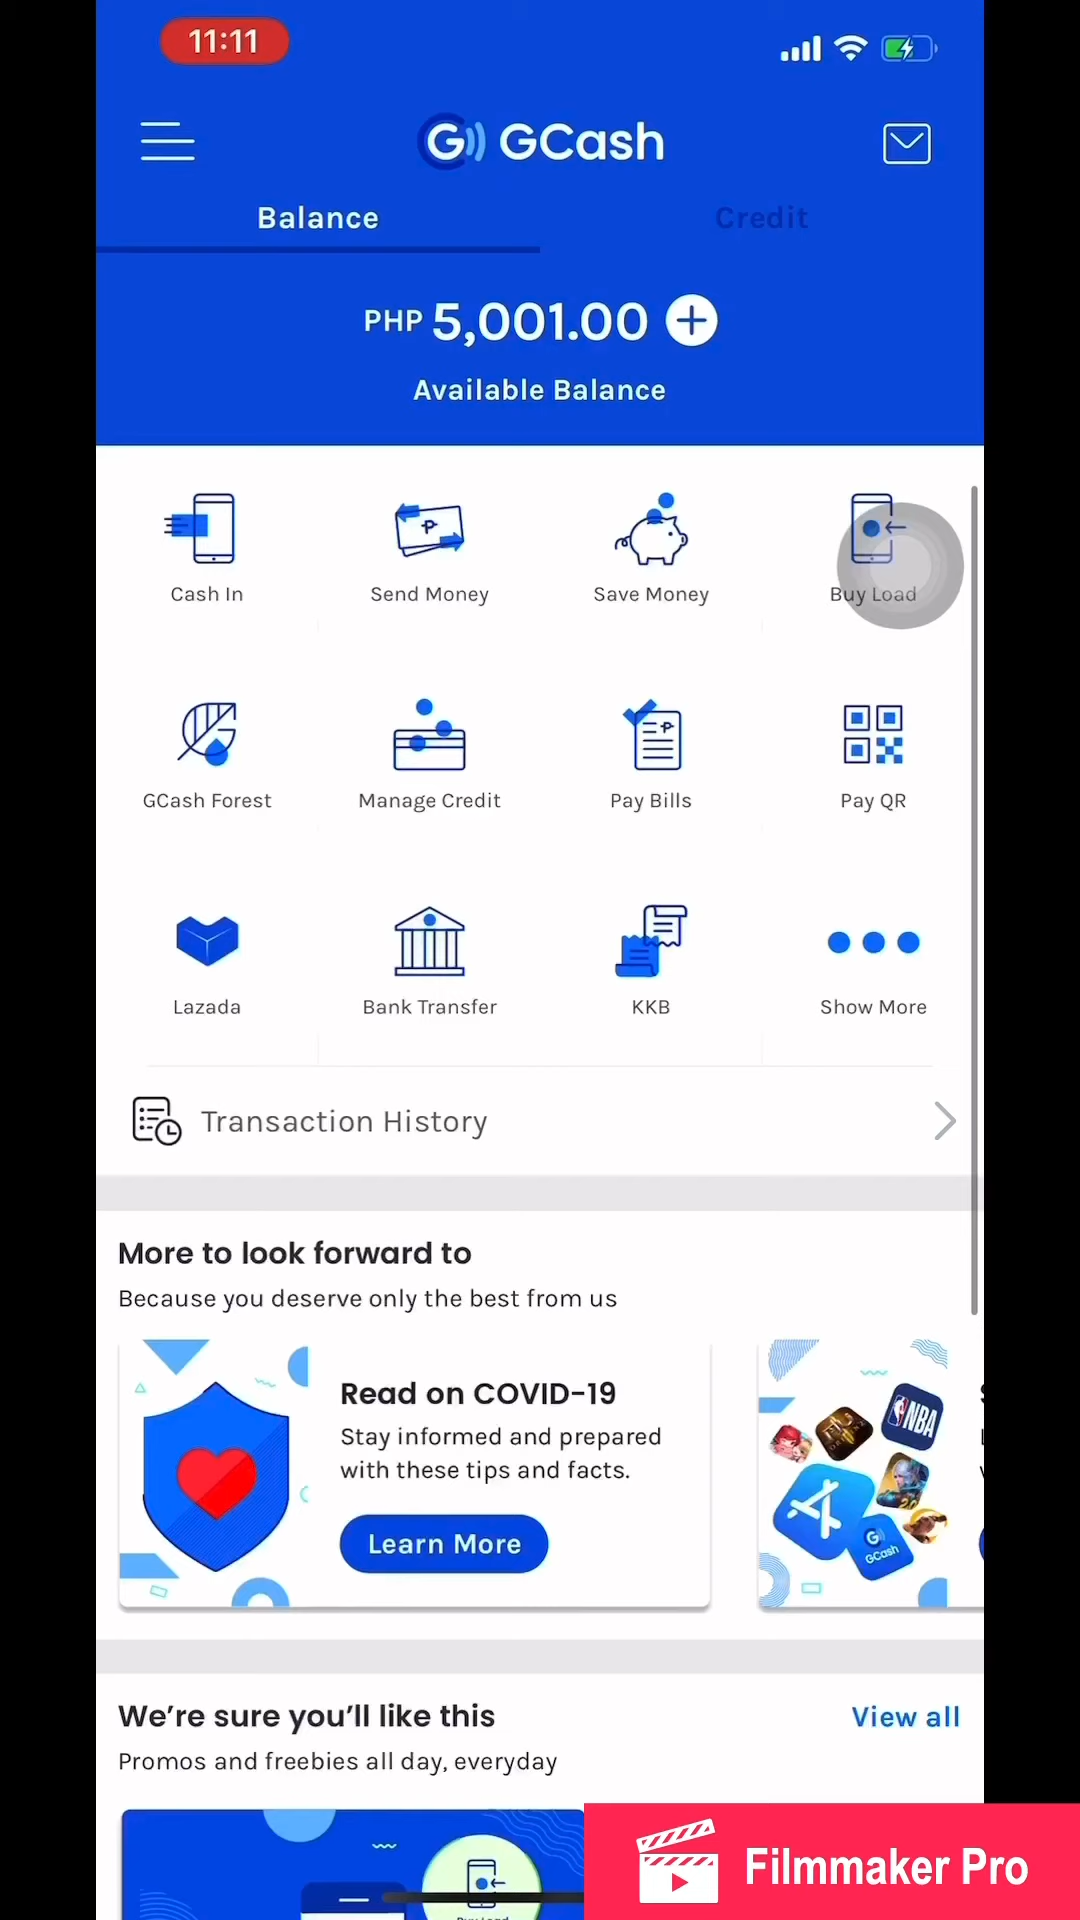 11:11
G GCash
Balance
Credit
PHP 5,001.00
Available Balance
Cash In
Send Money
Save Money
Buy Load
GCash Forest
Manage Credit
Pay Bills
Pay QR
Lazada
Bank Transfer
KKB
Show More
Transaction History
More to look forward to
Because you deserve only the best from us
Read on COVID-19
Stay informed and prepared
with these tips and facts.
Learn More
NBA
GCash
We're sure you'll like this
View all
Promos and freebies all day, everyday
Filmmaker Pro